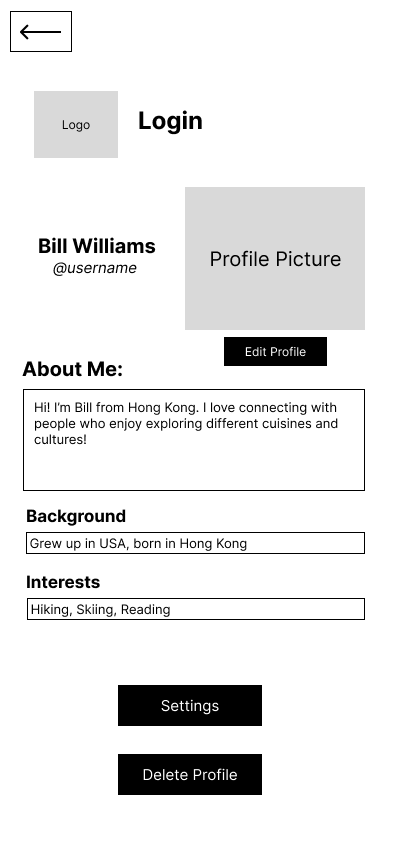 Logo
Login
Bill Williams
@username
Profile Picture
Edit Profile
About Me:
Hi! I'm Bill from Hong Kong. I love connecting with
people who enjoy exploring different cuisines and
cultures!
Background
Grew up in USA, born in Hong Kong
Interests
Hiking, Skiing, Reading
Settings
Delete Profile